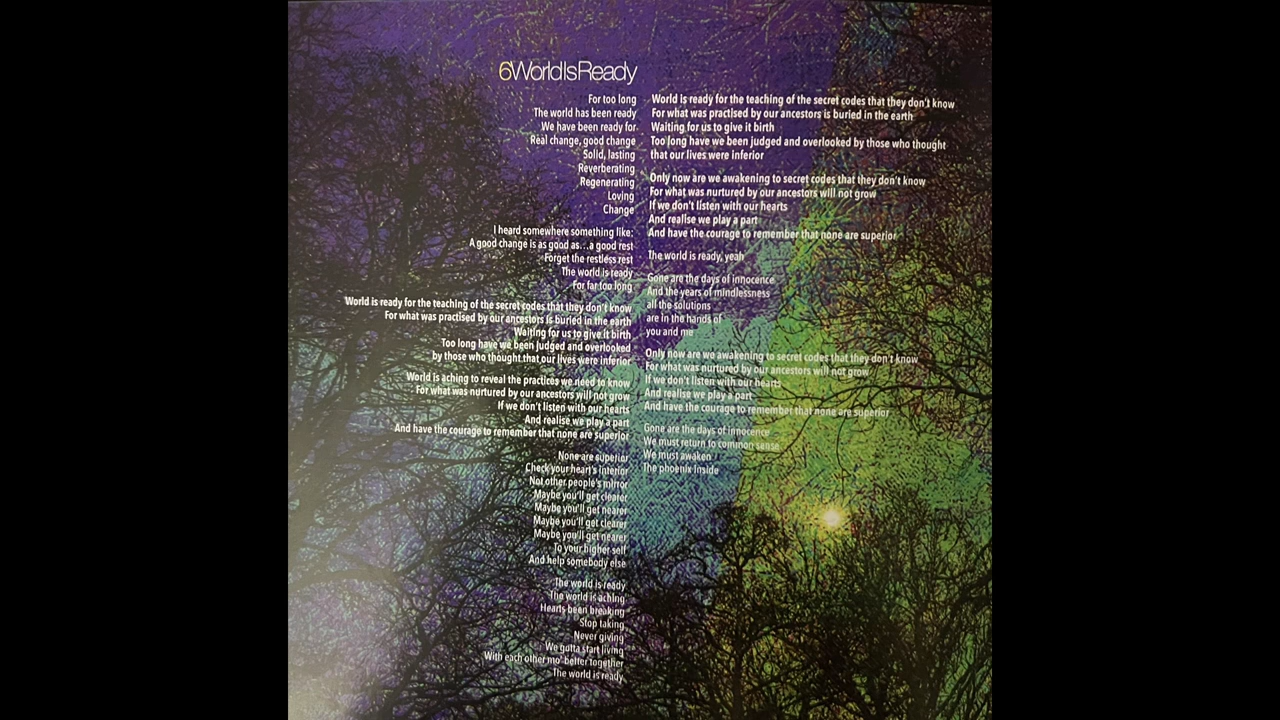 6WorldIsReady
For too long
The world has been ready
We have been ready for
Real change, good change
Solid, lasting
Reverberating
Regenerating
Loving
Change
I heard somewhere something like:
A good change is as good as...a good rest
Forget the restless rest
The world is ready
For far too long
World is ready for the teaching of the secret codes that they don't know
For what was practised by our ancestors is buried in the earth
Waiting for us to give it birth
Too long have we been judged and overlooked
by those who thought that our lives were inferior
World is aching to reveal the practices we need to know
For what was nurtured by our ancestors will not grow
If we don't listen with our hearts
And realise we play a part
And have the courage to remember that none are superior
None are superior
Check your heart's interior
Not other people's mirror
Maybe you'll get clearer
Maybe you'll get nearer
Maybe you'll get clearer
Maybe you'll get nearer
To your higher self
And help somebody else
The world is ready
The world is aching
Hearts been breaking
Stop taking
Never giving
We gotta start living
With each other mo' better together
The world is ready
World is ready for the teaching of the secret codes that they don't know
For what was practised by our ancestors is buried in the earth
Waiting for us to give it birth
Too long have we been judged and overlooked by those who thought
that our lives were inferior
Only now are we awakening to secret codes that they don't know
For what was nurtured by our ancestors will not grow
If we don't listen with our hearts
And realise we play a part
And have the courage to remember that none are superior
The world is ready, yeah
Gone are the days of innocence
And the years of mindlessness
all the solutions
are in the hands of
you and me
Only now are we awakening to secret codes that they don't know
For what was nurtured by our ancestors will not grow
If we don't listen with our hearts
And realise we play a part
And have the courage to remember that none are superior
Gone are the days of innocence
We must return to common sense
We must awaken
The phoenix inside